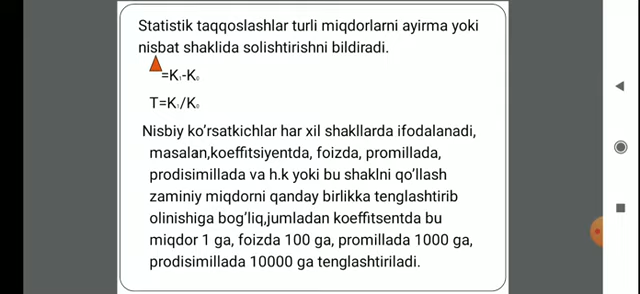 Statistik taqqoslashlar turli miqdorlarni ayirma yoki
nisbat shaklida solishtirishni bildiradi.
=K₁-K₀
T=K₁/K₀
Nisbiy ko’rsatkichlar har xil shakllarda ifodalanadi,
masalan,koeffitsiyentda, foizda, promillada,
prodisimillada va h.k yoki bu shaklni qo’llash
zaminiy miqdorni qanday birlikka tenglashtirib
olinishiga bog’liq,jumladan koeffitsentda bu
miqdor 1 ga, foizda 100 ga, promillada 1000 ga,
prodisimillada 10000 ga tenglashtiriladi.